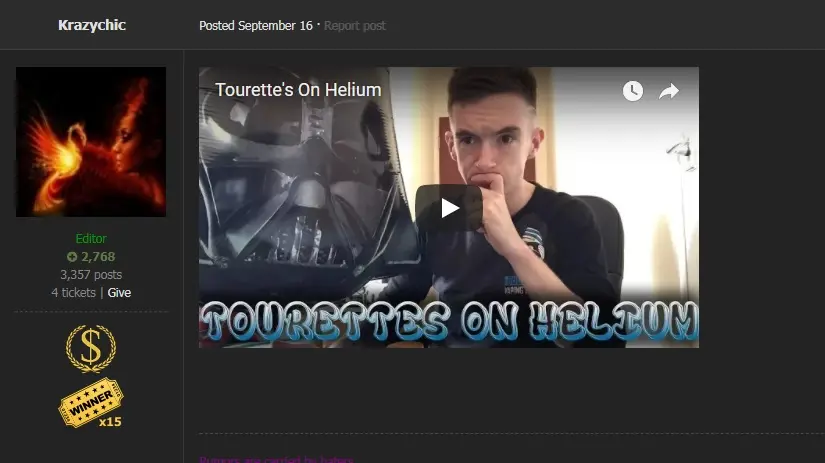 Krazychic
Posted September 16 · Report post
Tourette's On Helium
TOURETTES ON HELIUM
Editor
2,768
3,357 posts
4 tickets | Give
$
WINNER
x15